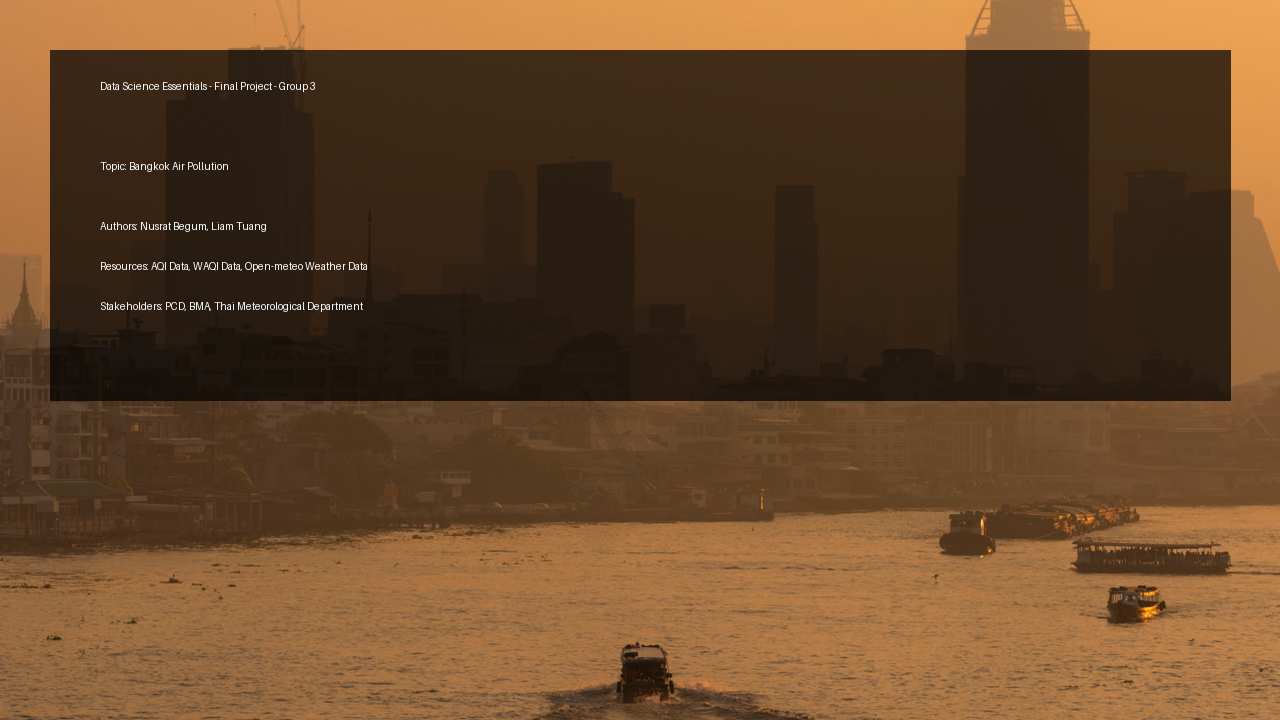 Data Science Essentials - Final Project - Group 3
Topic: Bangkok Air Pollution
Authors: Nusrat Begum, Liam Tuang
Resources: AQI Data, WAQI Data, Open-meteo Weather Data
Stakeholders: PCD, BMA, Thai Meteorological Department